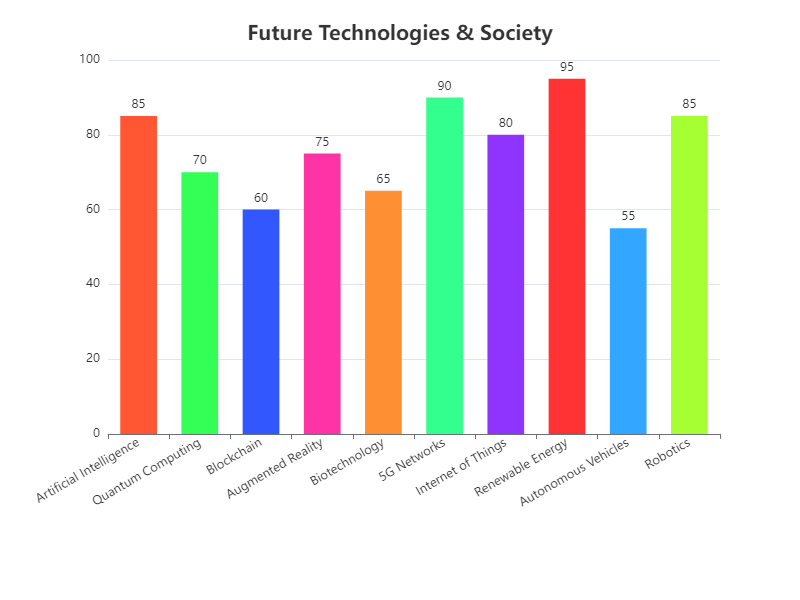 Future Technologies & Society
100
80
60
40
20
0
85
70
60
75
65
90
80
95
55
85
Artificial Intelligence
Quantum Computing
Blockchain
Augmented Reality
Biotechnology
5G Networks
Internet of Things
Renewable Energy
Autonomous Vehicles
Robotics